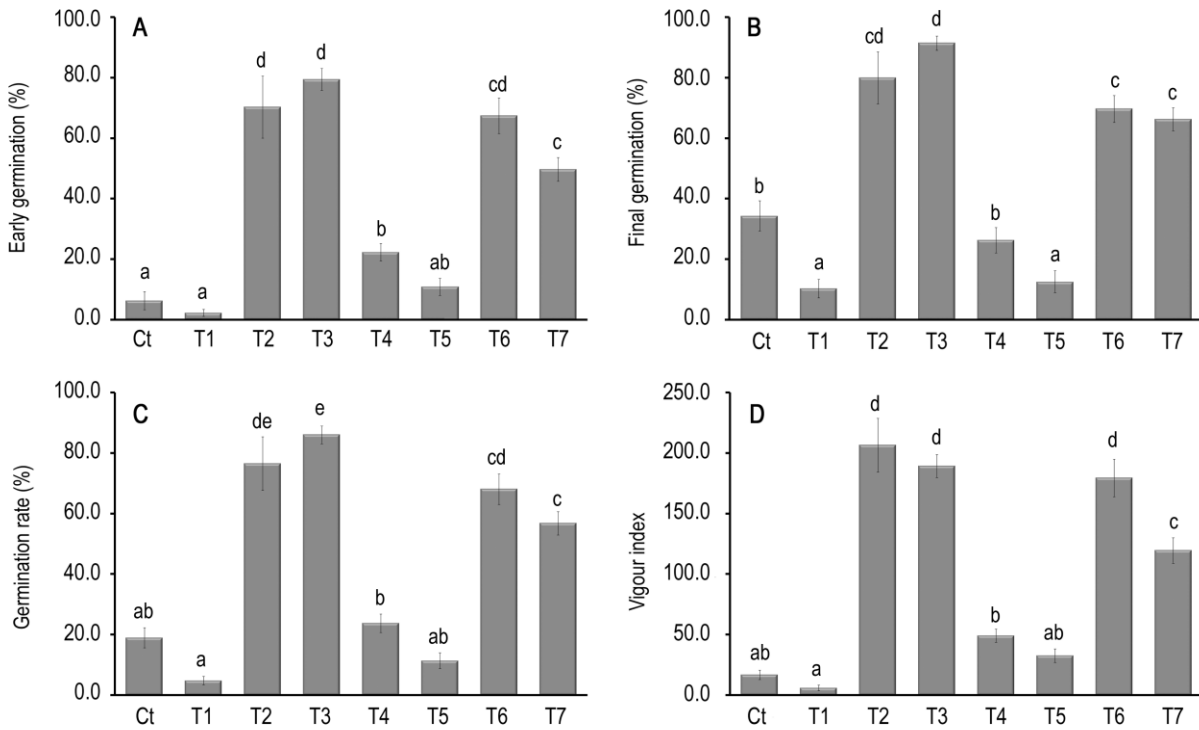 A
Early germination (%)
100.0
80.0
60.0
40.0
20.0
0.0
a a d d b ab cd c
Ct T1 T2 T3 T4 T5 T6 T7
B
Final germination (%)
100.0
80.0
60.0
40.0
20.0
0.0
b a cd d b a c c
Ct T1 T2 T3 T4 T5 T6 T7
C
Germination rate (%)
100.0
80.0
60.0
40.0
20.0
0.0
ab a de e b ab cd c
Ct T1 T2 T3 T4 T5 T6 T7
D
Vigour index
250.0
200.0
150.0
100.0
50.0
0.0
ab a d d b ab d c
Ct T1 T2 T3 T4 T5 T6 T7